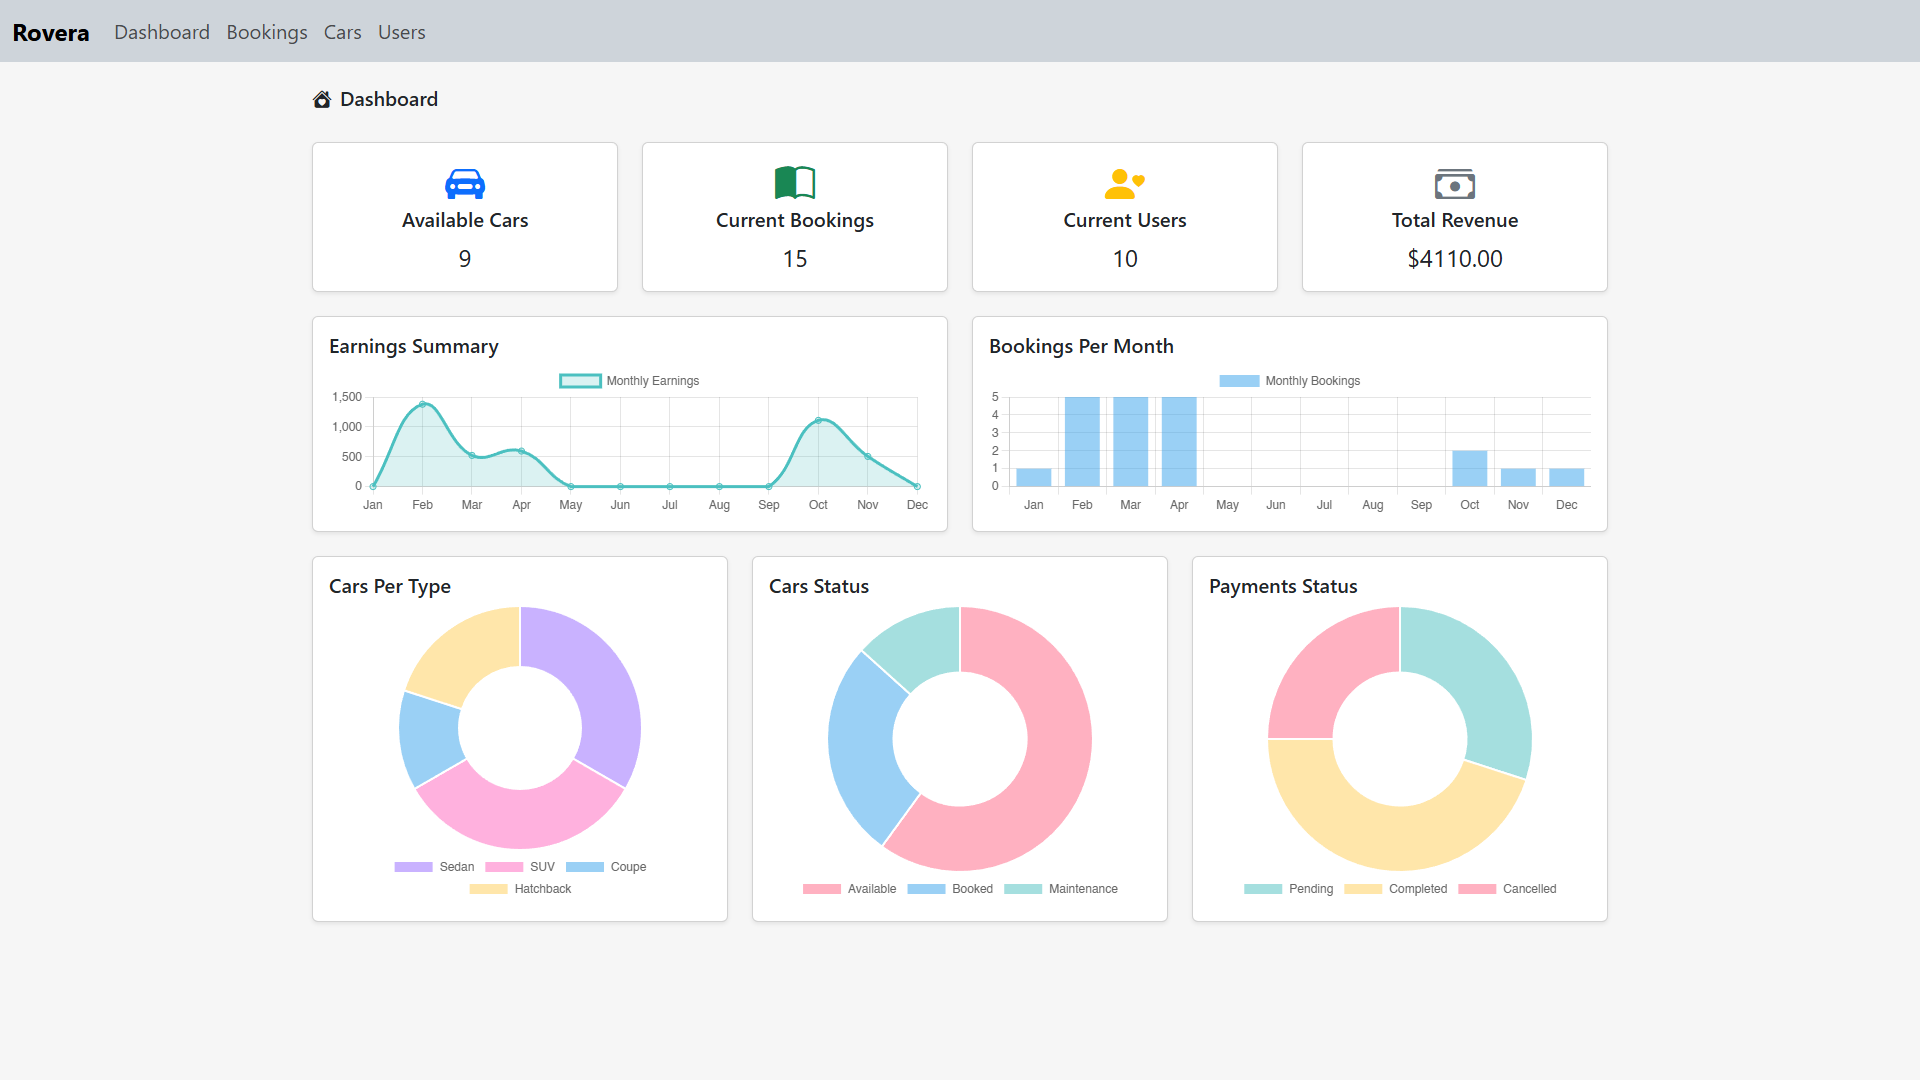 Rovera Dashboard Bookings Cars Users
Dashboard
Available Cars
9
Current Bookings
15
Current Users
10
Total Revenue
$4110.00
Earnings Summary
Monthly Earnings
1,500
1,000
500
0
Jan Feb Mar Apr May Jun Jul Aug Sep Oct Nov Dec
Bookings Per Month
Monthly Bookings
5
4
3
2
1
0
Jan Feb Mar Apr May Jun Jul Aug Sep Oct Nov Dec
Cars Per Type
Sedan SUV Coupe
Hatchback
Cars Status
Available Booked Maintenance
Payments Status
Pending Completed Cancelled